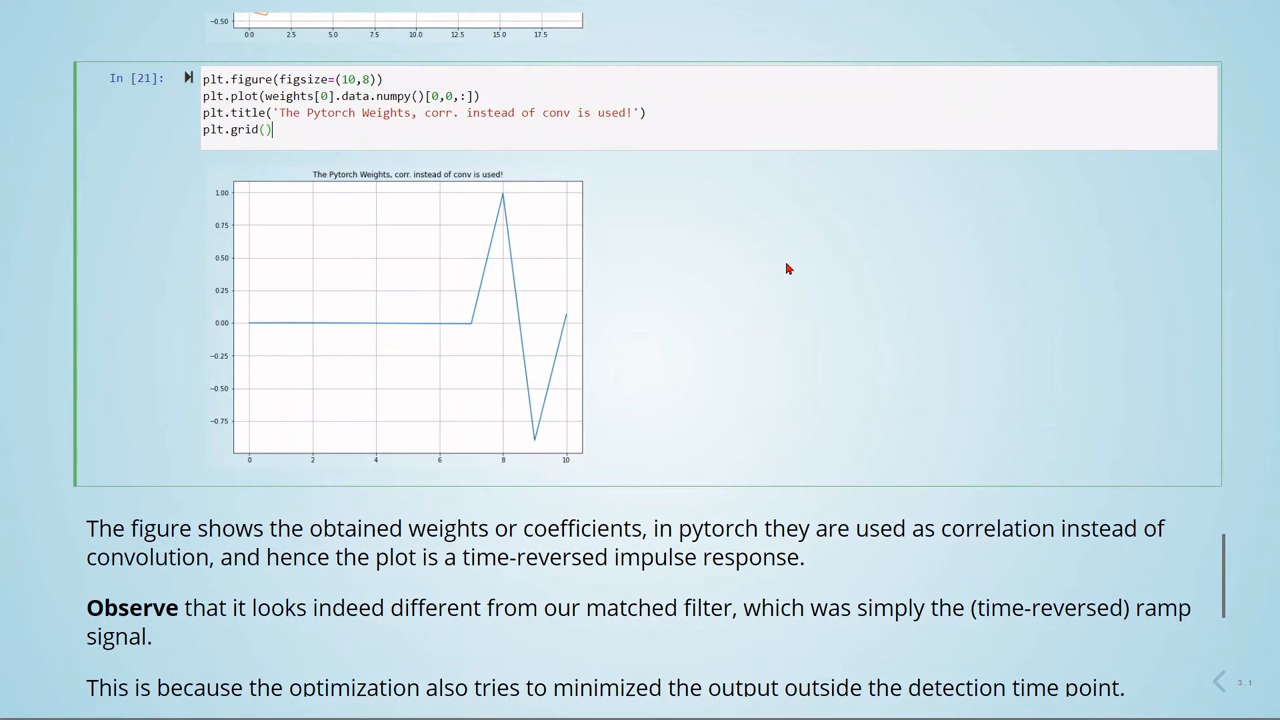 −0.50
0.0 2.5 5.0 7.5 10.0 12.5 15.0 17.5
In [21]:
plt.figure(figsize=(10,8))
plt.plot(weights[0].data.numpy()[0,0,:])
plt.title('The Pytorch Weights, corr. instead of conv is used!')
plt.grid()
The Pytorch Weights, corr. instead of conv is used!
1.00
0.75
0.50
0.25
0.00
−0.25
−0.50
−0.75
0 2 4 6 8 10
The figure shows the obtained weights or coefficients, in pytorch they are used as correlation instead of
convolution, and hence the plot is a time-reversed impulse response.
Observe that it looks indeed different from our matched filter, which was simply the (time-reversed) ramp
signal.
This is because the optimization also tries to minimized the output outside the detection time point.
3.1